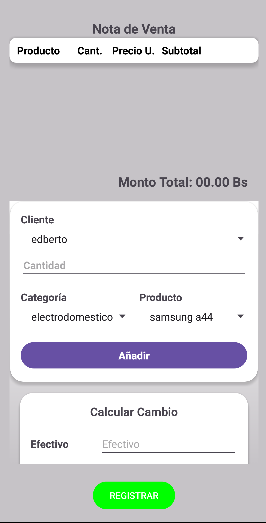 Nota de Venta
Producto Cant. Precio U. Subtotal
Monto Total: 00.00 Bs
Cliente
edberto
Cantidad
Categoría Producto
electrodomestico samsung a44
Añadir
Calcular Cambio
Efectivo Efectivo
REGISTRAR